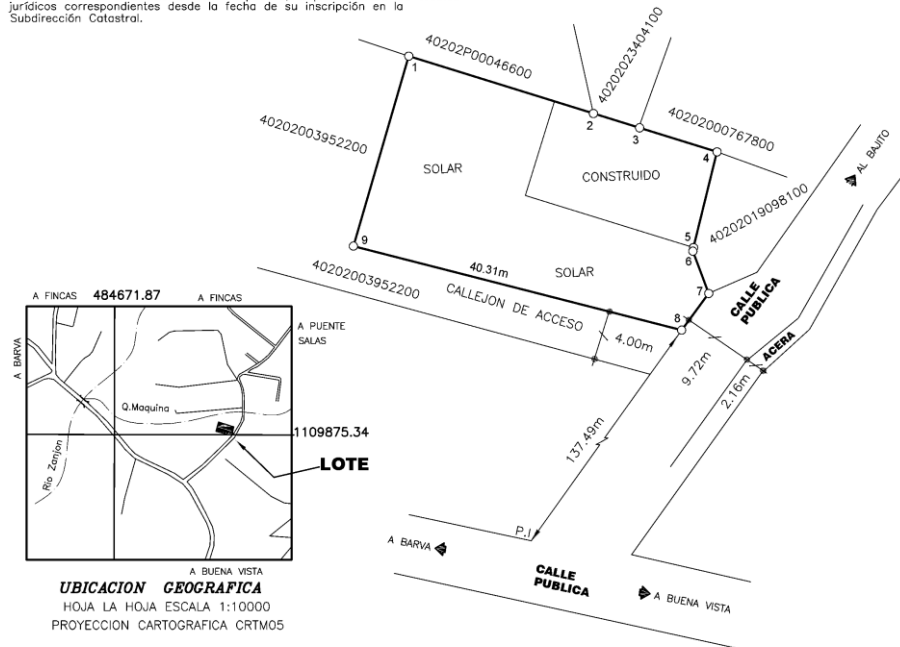 jurídicos correspondientes desde la fecha de su inscripción en la
Subdirección Catastral.
40202P00046600
40202023404100
1
2
3
40202000767800
4
40202003952200
SOLAR
CONSTRUIDO
AL BAJITO
40202019098100
5
6
9
40.31m
SOLAR
7
40202003952200
CALLEJON DE ACCESO
CALLE
PUBLICA
8
4.00m
9.72m
ACERA
2.16m
137.49m
P.I
A BARVA
CALLE
PUBLICA
A BUENA VISTA
A FINCAS
484671.87
A FINCAS
A PUENTE
SALAS
A BARVA
Q.Maquina
1109875.34
Rio Zanjon
LOTE
A BUENA VISTA
UBICACION GEOGRAFICA
HOJA LA HOJA ESCALA 1:10000
PROYECCION CARTOGRAFICA CRTM05